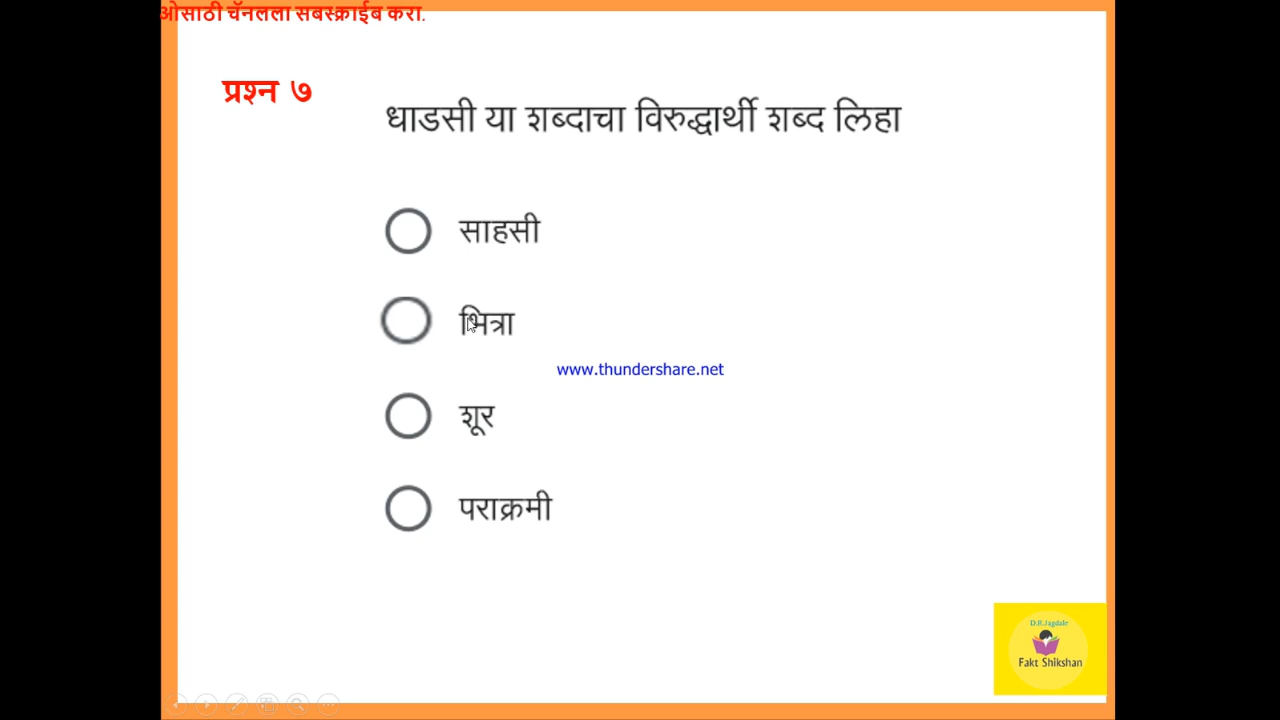 ओसाठी चॅनलला सबस्क्राईब करा.
प्रश्न ७
धाडसी या शब्दाचा विरुद्धार्थी शब्द लिहा
साहसी
भित्रा
www.thundershare.net
शूर
पराक्रमी
D.R.Jagdale
Fakt Shikshan